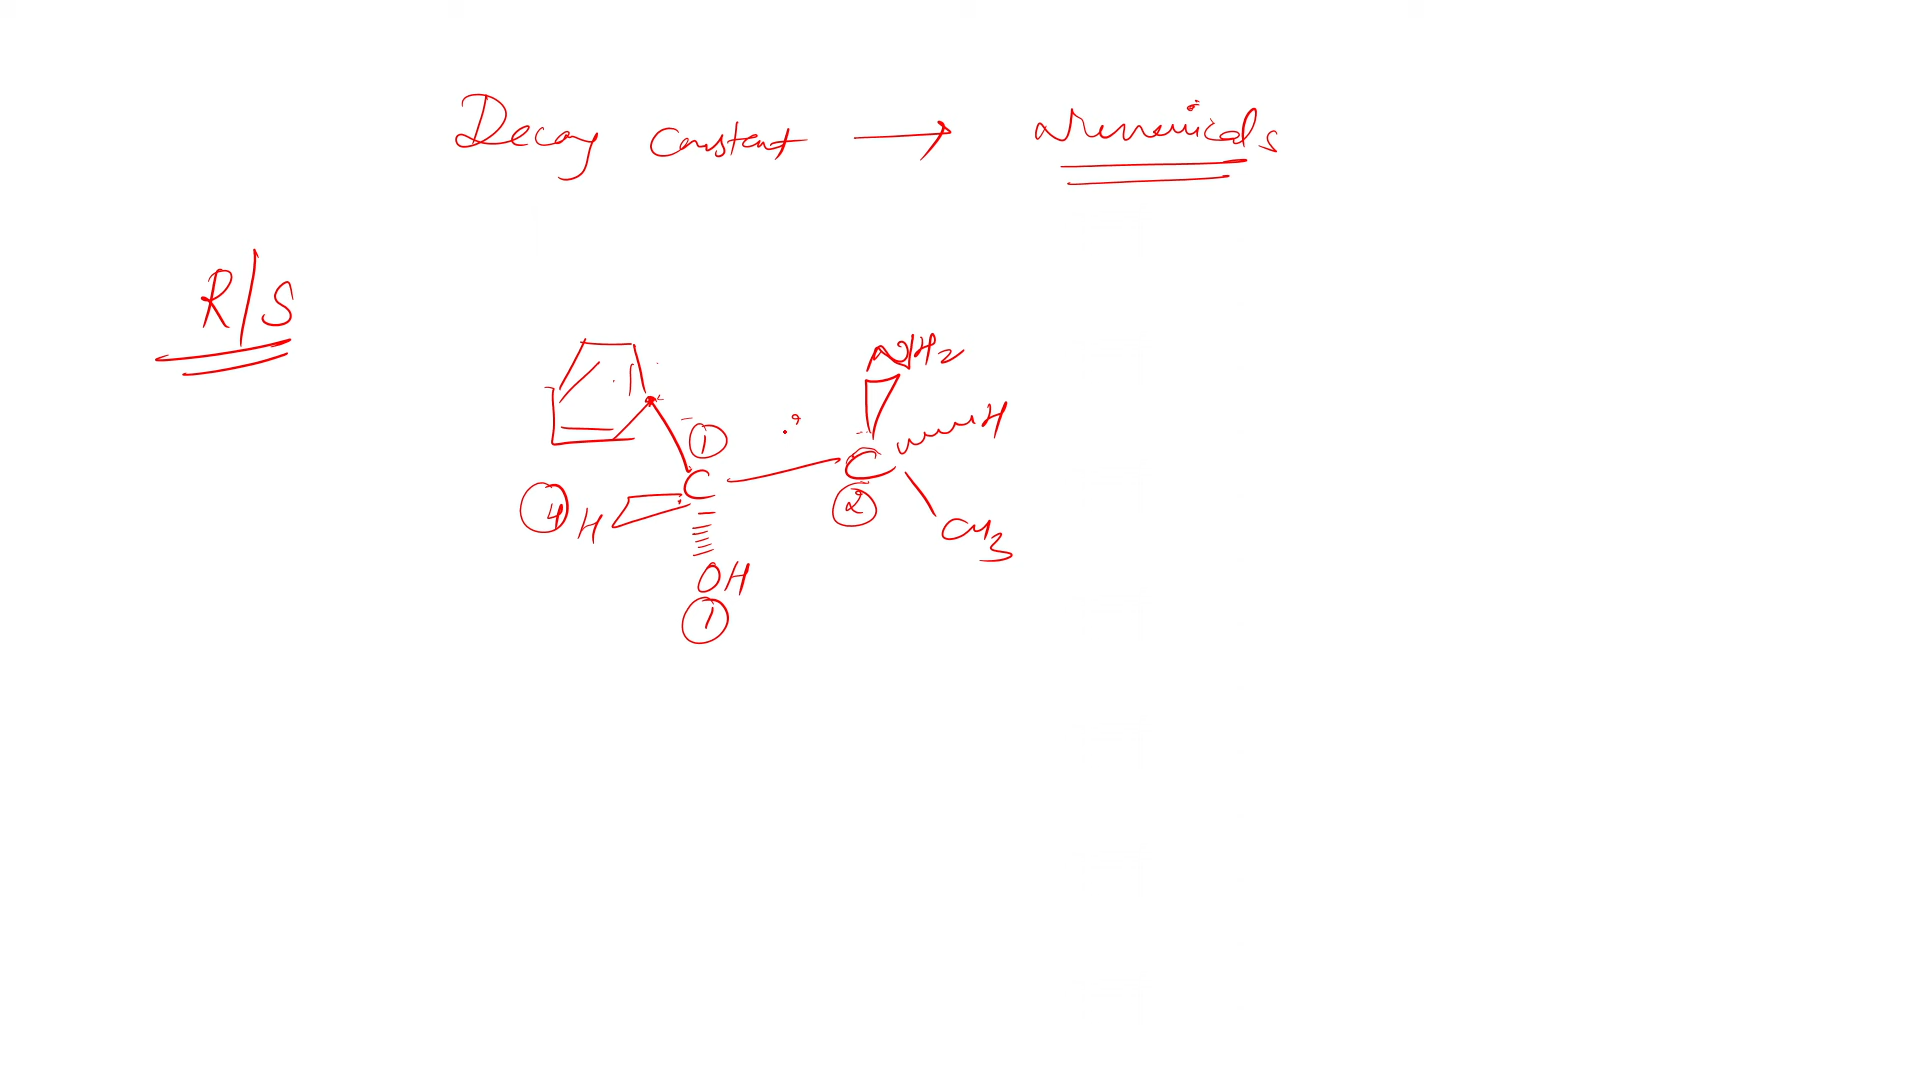 Decay constant → Numericals
R/S
NH2
① H
C C
④ H ②
CH3
OH
①